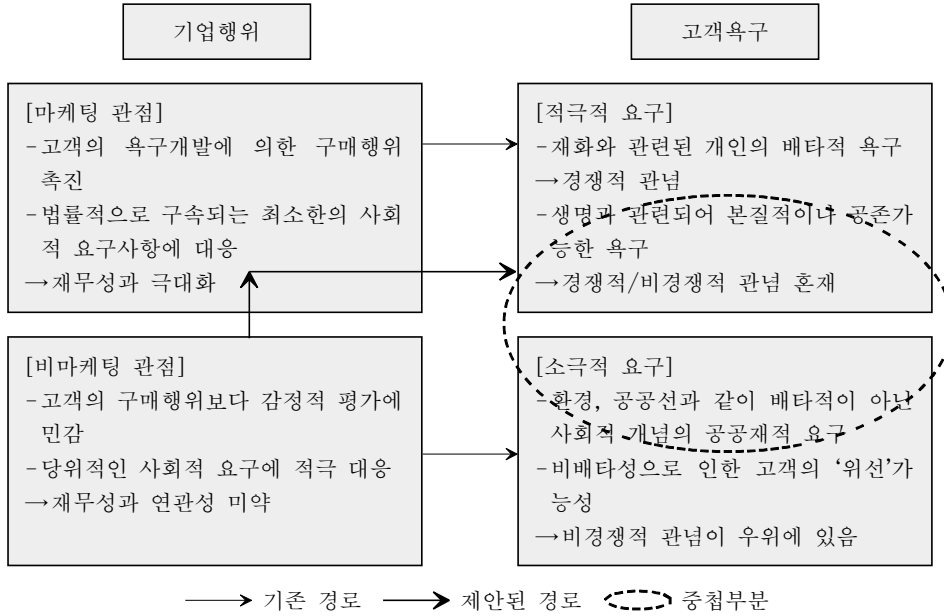 기업행위
고객욕구
[마케팅 관점]
-고객의 욕구개발에 의한 구매행위
촉진
-법률적으로 구속되는 최소한의 사회
적 요구사항에 대응
→재무성과 극대화
[적극적 요구]
-재화와 관련된 개인의 배타적 욕구
→경쟁적 관념
-생명과 관련되어 본질적이나 공존가
능한 욕구
→경쟁적/비경쟁적 관념 혼재
[비마케팅 관점]
-고객의 구매행위보다 감정적 평가에
민감
-당위적인 사회적 요구에 적극 대응
→재무성과 연관성 미약
[소극적 요구]
-환경, 공공선과 같이 배타적이 아닌
사회적 개념의 공공재적 요구
-비배타성으로 인한 고객의 ‘위선’가
능성
→비경쟁적 관념이 우위에 있음
기존 경로
제안된 경로
중첩부분